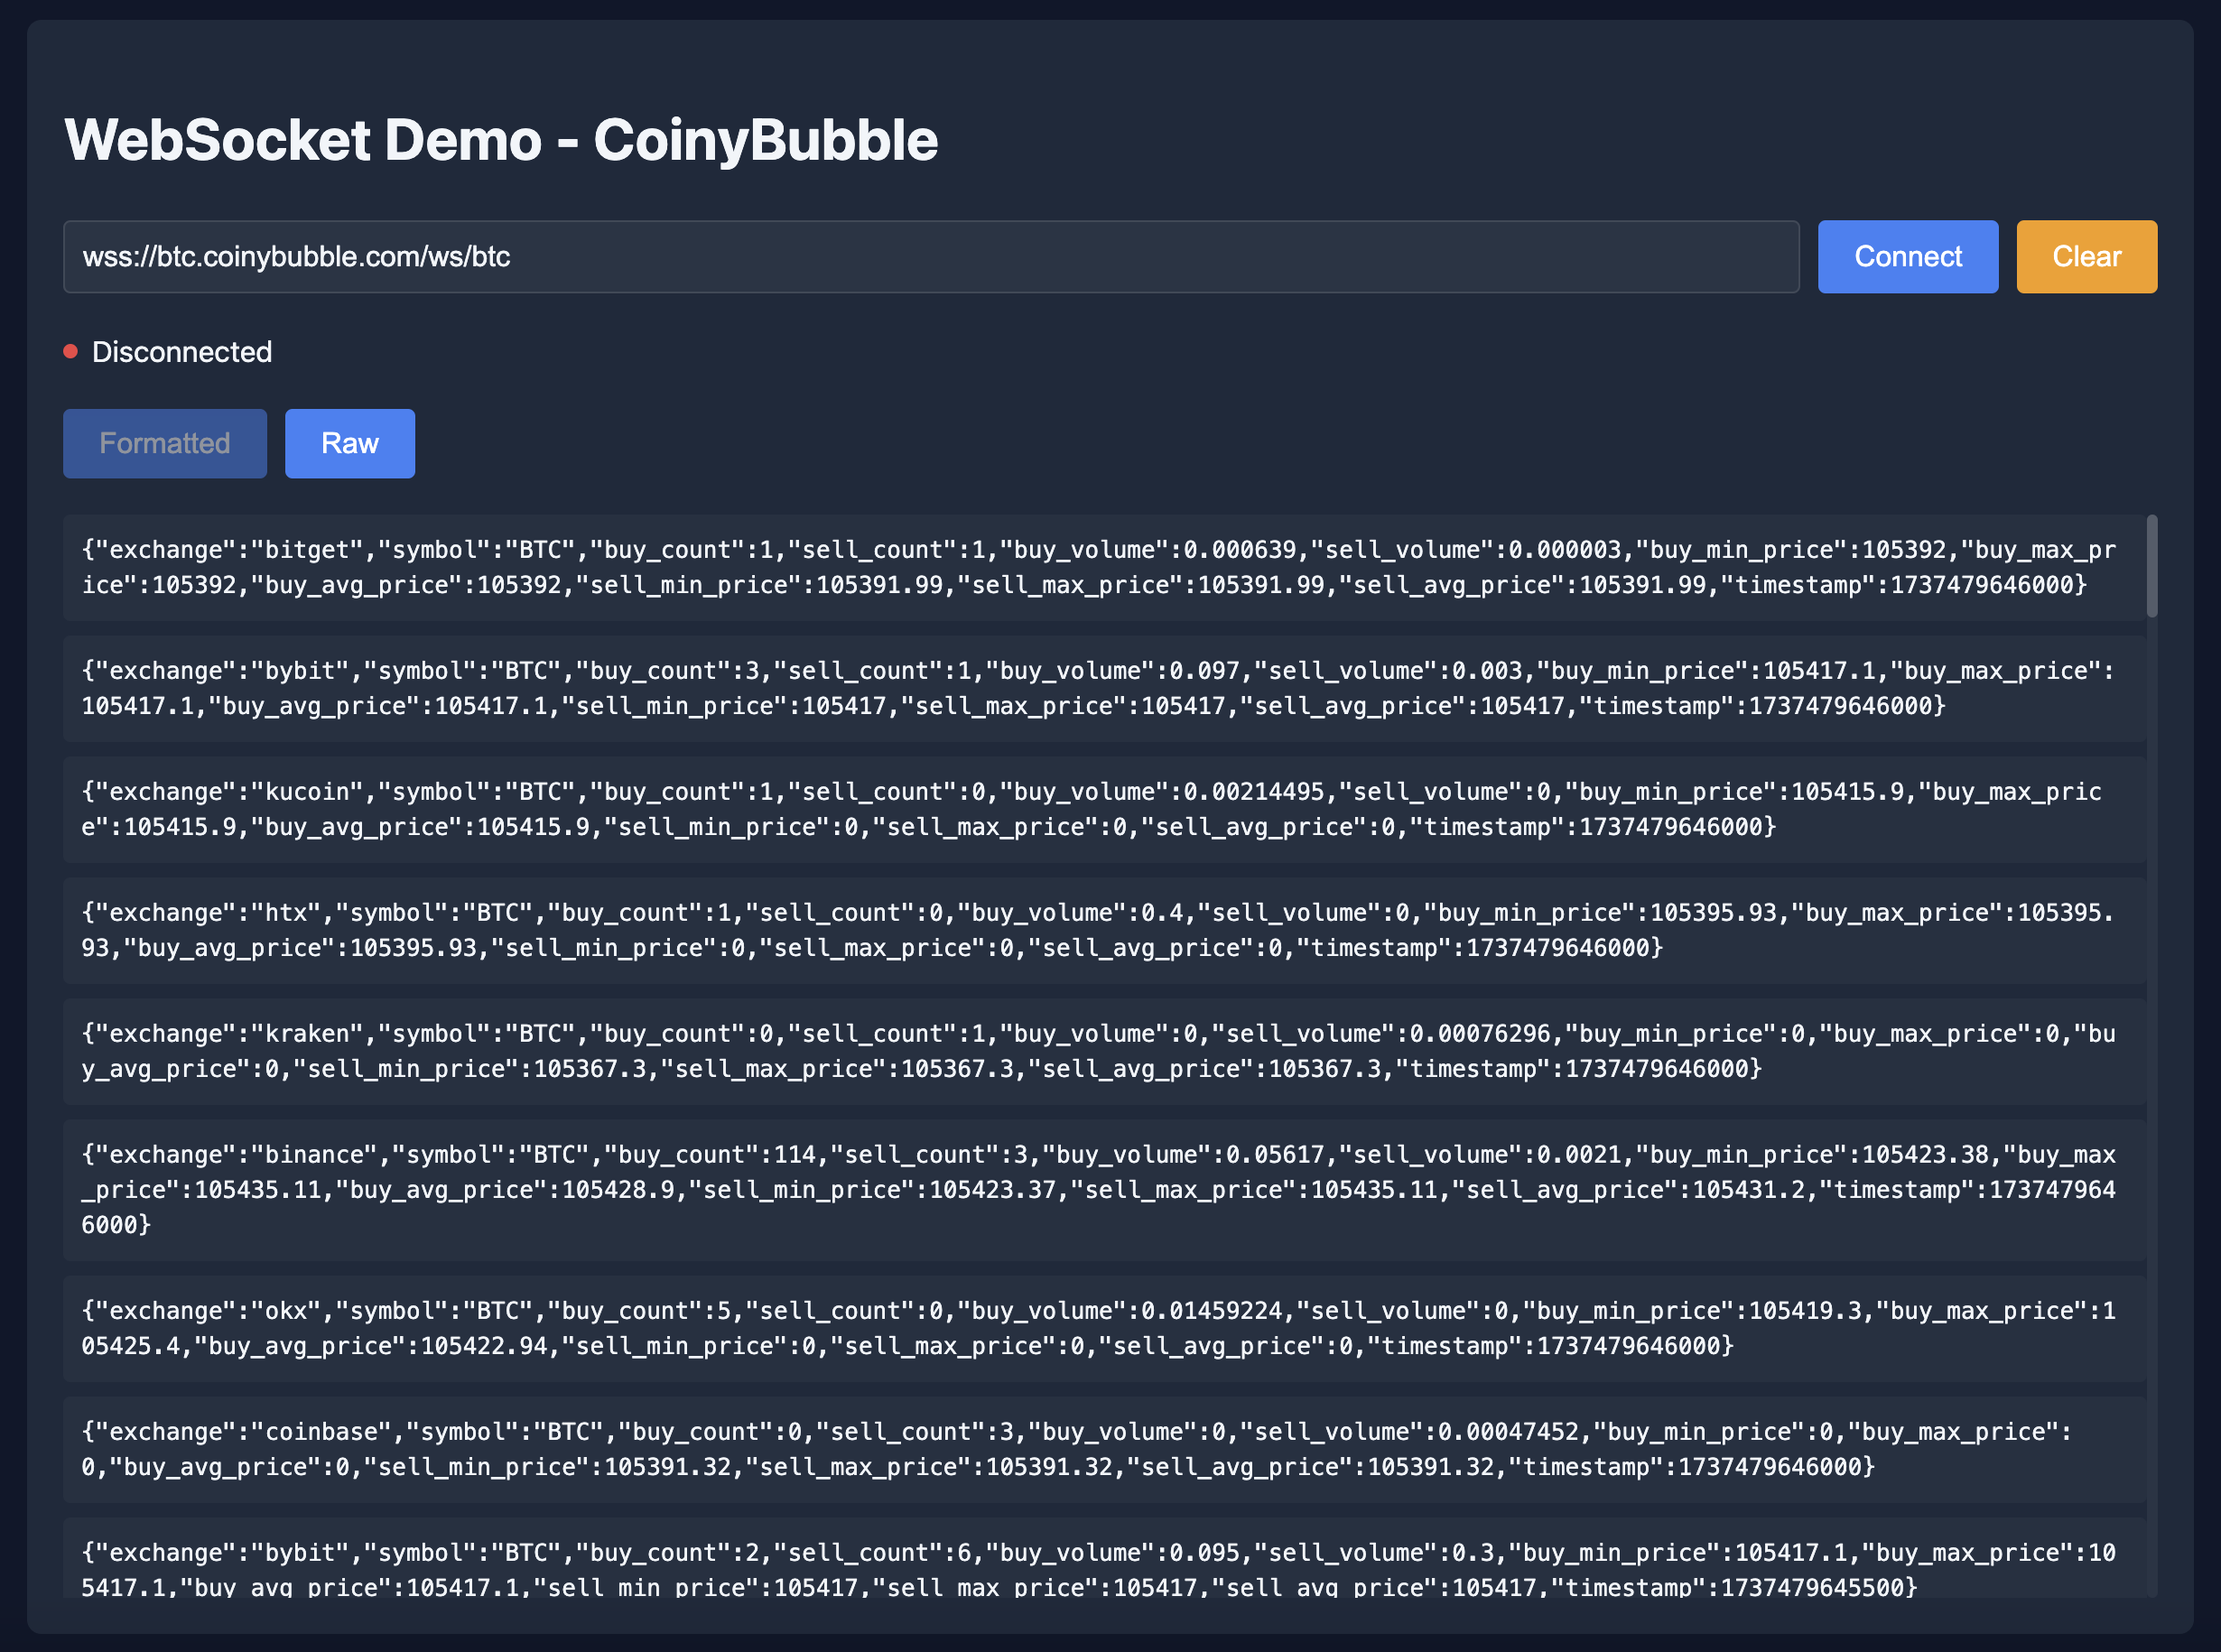 WebSocket Demo - CoinyBubble
wss://btc.coinybubble.com/ws/btc
Connect
Clear
Disconnected
Formatted
Raw
{"exchange":"bitget","symbol":"BTC","buy_count":1,"sell_count":1,"buy_volume":0.000639,"sell_volume":0.000003,"buy_min_price":105392,"buy_max_pr
ice":105392,"buy_avg_price":105392,"sell_min_price":105391.99,"sell_max_price":105391.99,"sell_avg_price":105391.99,"timestamp":1737479646000}
{"exchange":"bybit","symbol":"BTC","buy_count":3,"sell_count":1,"buy_volume":0.097,"sell_volume":0.003,"buy_min_price":105417.1,"buy_max_price":
105417.1,"buy_avg_price":105417.1,"sell_min_price":105417,"sell_max_price":105417,"sell_avg_price":105417,"timestamp":1737479646000}
{"exchange":"kucoin","symbol":"BTC","buy_count":1,"sell_count":0,"buy_volume":0.00214495,"sell_volume":0,"buy_min_price":105415.9,"buy_max_pric
e":105415.9,"buy_avg_price":105415.9,"sell_min_price":0,"sell_max_price":0,"sell_avg_price":0,"timestamp":1737479646000}
{"exchange":"htx","symbol":"BTC","buy_count":1,"sell_count":0,"buy_volume":0.4,"sell_volume":0,"buy_min_price":105395.93,"buy_max_price":105395.
93,"buy_avg_price":105395.93,"sell_min_price":0,"sell_max_price":0,"sell_avg_price":0,"timestamp":1737479646000}
{"exchange":"kraken","symbol":"BTC","buy_count":0,"sell_count":1,"buy_volume":0,"sell_volume":0.00076296,"buy_min_price":0,"buy_max_price":0,"bu
y_avg_price":0,"sell_min_price":105367.3,"sell_max_price":105367.3,"sell_avg_price":105367.3,"timestamp":1737479646000}
{"exchange":"binance","symbol":"BTC","buy_count":114,"sell_count":3,"buy_volume":0.05617,"sell_volume":0.0021,"buy_min_price":105423.38,"buy_max
_price":105435.11,"buy_avg_price":105428.9,"sell_min_price":105423.37,"sell_max_price":105435.11,"sell_avg_price":105431.2,"timestamp":173747964
6000}
{"exchange":"okx","symbol":"BTC","buy_count":5,"sell_count":0,"buy_volume":0.01459224,"sell_volume":0,"buy_min_price":105419.3,"buy_max_price":1
05425.4,"buy_avg_price":105422.94,"sell_min_price":0,"sell_max_price":0,"sell_avg_price":0,"timestamp":1737479646000}
{"exchange":"coinbase","symbol":"BTC","buy_count":0,"sell_count":3,"buy_volume":0,"sell_volume":0.00047452,"buy_min_price":0,"buy_max_price":
0,"buy_avg_price":0,"sell_min_price":105391.32,"sell_max_price":105391.32,"sell_avg_price":105391.32,"timestamp":1737479646000}
{"exchange":"bybit","symbol":"BTC","buy_count":2,"sell_count":6,"buy_volume":0.095,"sell_volume":0.3,"buy_min_price":105417.1,"buy_max_price":10
5417.1,"buy_avg_price":105417.1,"sell_min_price":105417,"sell_max_price":105417,"sell_avg_price":105417,"timestamp":1737479645500}